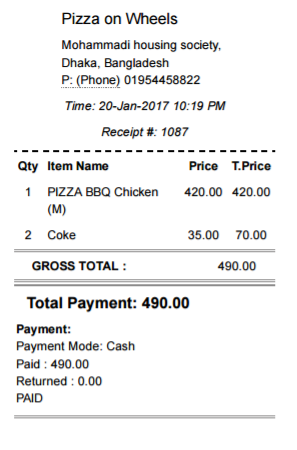 Pizza on Wheels
Mohammadi housing society,
Dhaka, Bangladesh
P: (Phone) 01954458822
Time: 20-Jan-2017 10:19 PM
Receipt #: 1087
Qty Item Name Price T.Price
1 PIZZA BBQ Chicken 420.00 420.00
(M)
2 Coke 35.00 70.00
GROSS TOTAL : 490.00
Total Payment: 490.00
Payment:
Payment Mode: Cash
Paid : 490.00
Returned : 0.00
PAID